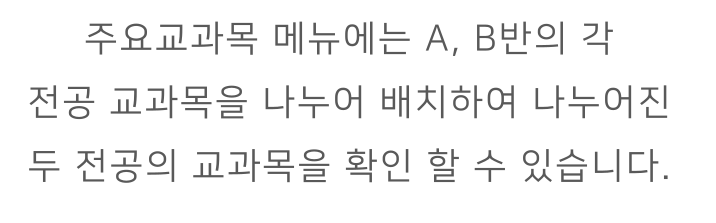 주요교과목 메뉴에는 A, B반의 각
전공 교과목을 나누어 배치하여 나누어진
두 전공의 교과목을 확인 할 수 있습니다.